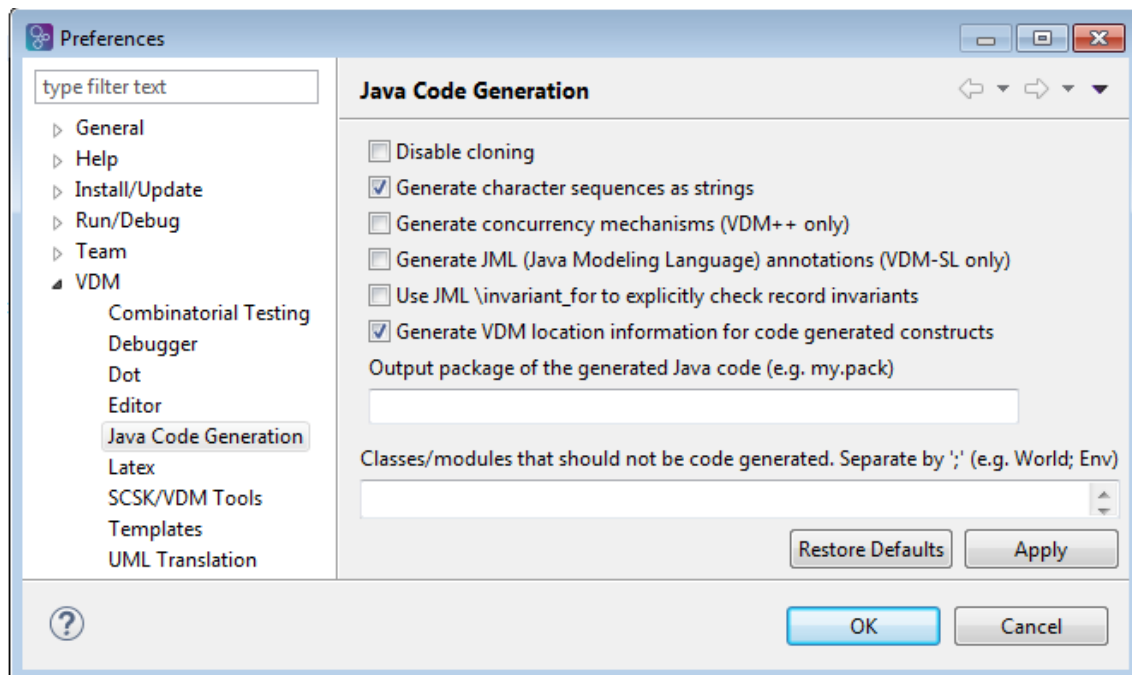 Preferences
type filter text
General
Help
Install/Update
Run/Debug
Team
VDM
Combinatorial Testing
Debugger
Dot
Editor
Java Code Generation
Latex
SCSK/VDM Tools
Templates
UML Translation
Java Code Generation
Disable cloning
Generate character sequences as strings
Generate concurrency mechanisms (VDM++ only)
Generate JML (Java Modeling Language) annotations (VDM-SL only)
Use JML \invariant_for to explicitly check record invariants
Generate VDM location information for code generated constructs
Output package of the generated Java code (e.g. my.pack)
Classes/modules that should not be code generated. Separate by ';' (e.g. World; Env)
Restore Defaults Apply
? OK Cancel